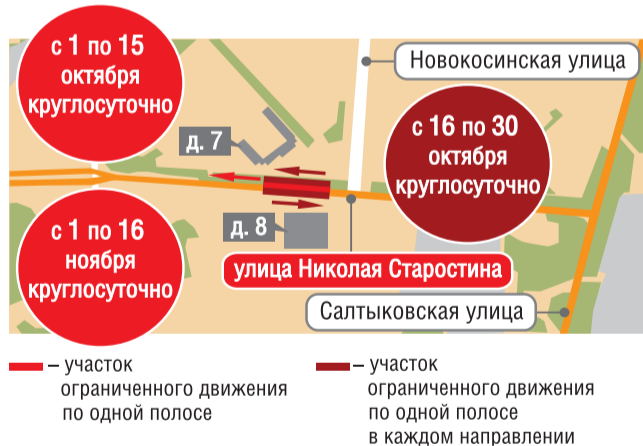 с 1 по 15
октября
круглосуточно
Новокосинская улица
д. 7
с 16 по 30
октября
круглосуточно
с 1 по 16
ноября
круглосуточно
д. 8
улица Николая Старостина
Салтыковская улица
– участок
ограниченного движения
по одной полосе
– участок
ограниченного движения
по одной полосе
в каждом направлении